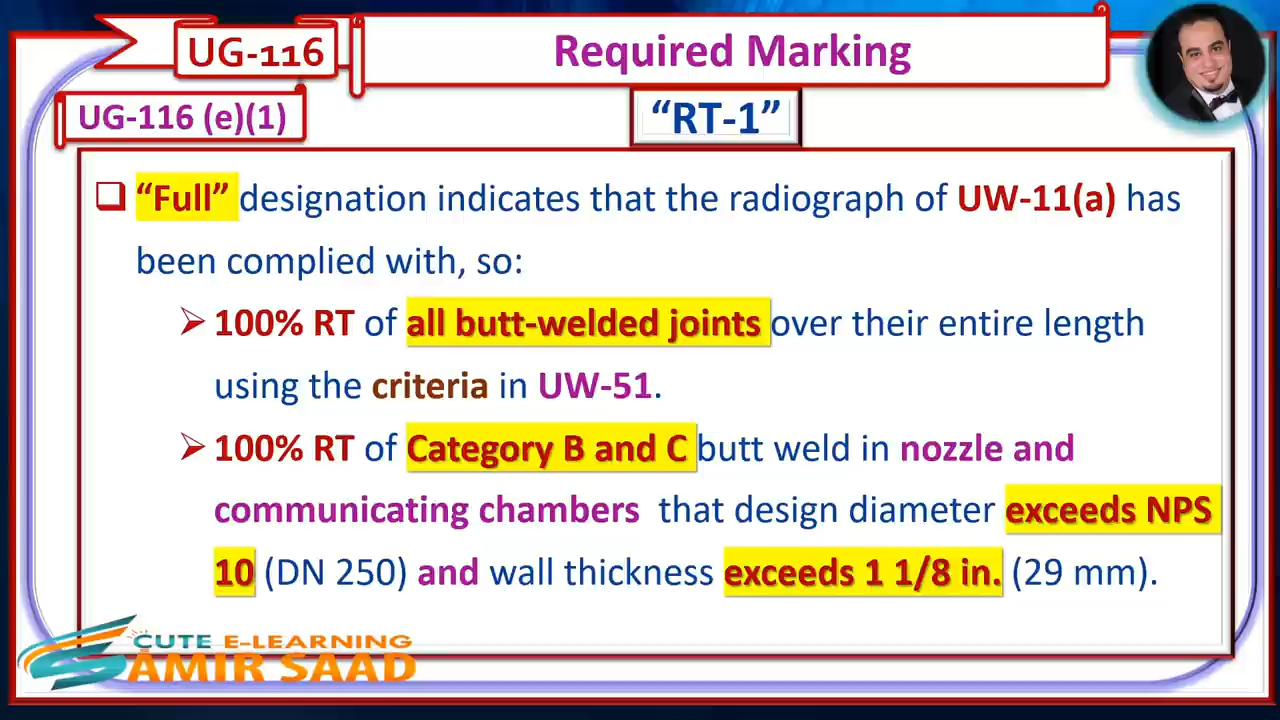 UG-116
Required Marking
UG-116 (e)(1)
“RT-1”
“Full” designation indicates that the radiograph of UW-11(a) has
been complied with, so:
100% RT of all butt-welded joints over their entire length
using the criteria in UW-51.
100% RT of Category B and C butt weld in nozzle and
communicating chambers that design diameter exceeds NPS
10 (DN 250) and wall thickness exceeds 1 1/8 in. (29 mm).
CUTE E-LEARNING
AMIR SAAD